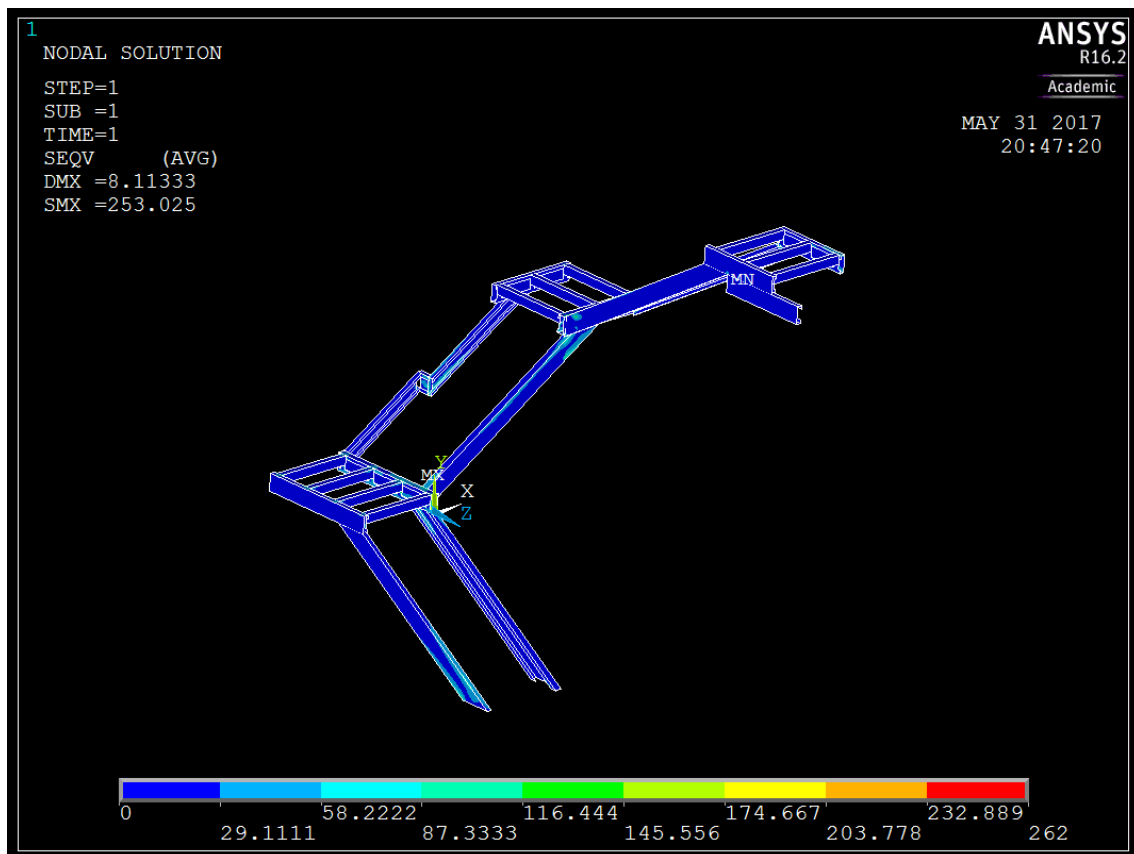 1
NODAL SOLUTION
STEP=1
SUB =1
TIME=1
SEQV (AVG)
DMX =8.11333
SMX =253.025
ANSYS
R16.2
Academic
MAY 31 2017
20:47:20
MN
MX
Y
X
Z
0 58.2222 116.444 174.667 232.889
29.1111 87.3333 145.556 203.778 262